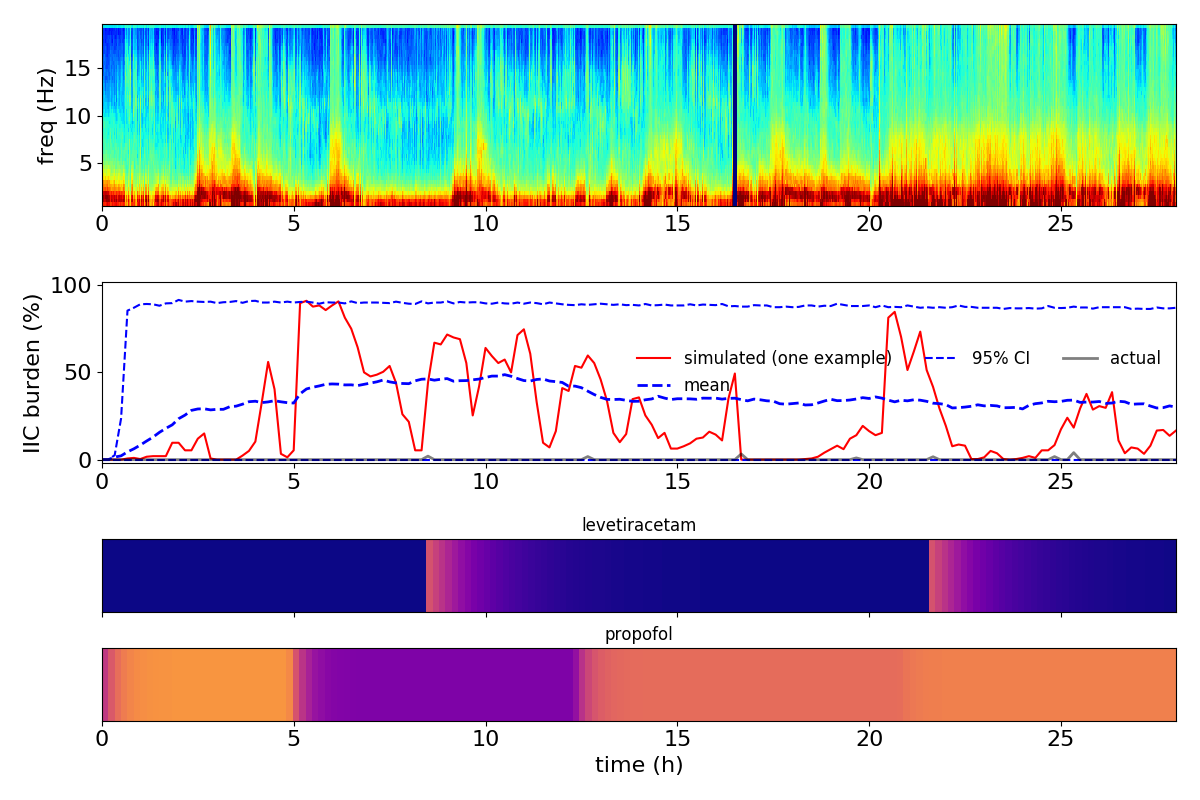 freq (Hz)
15
10
5
0 5 10 15 20 25
IIC burden (%)
100
50
0
simulated (one example) 95% CI actual
mean
0 5 10 15 20 25
levetiracetam
propofol
0 5 10 15 20 25
time (h)